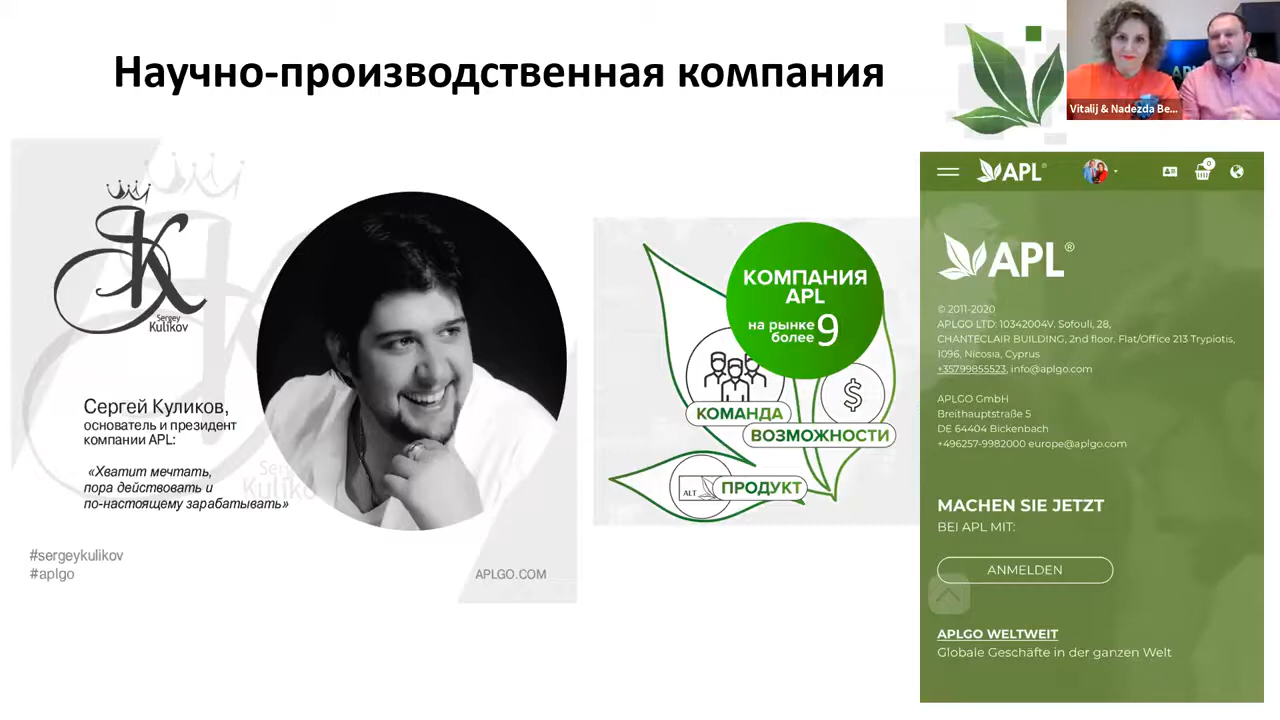 Научно-производственная компания
Vitalij & Nadezda Be...
Sergey
Kulikov
Сергей Куликов,
основатель и президент
компании APL:
«Хватит мечтать,
пора действовать и
по-настоящему зарабатывать»
#sergeykulikov
#aplgo
APLGO.COM
КОМПАНИЯ
APL
на рынке
более 9
КОМАНДА
ВОЗМОЖНОСТИ
ALT
ПРОДУКТ
APL®
0
APL®
© 2011-2020
APLGO LTD: 10342004V. Sofouli, 28,
CHANTECLAIR BUILDING, 2nd floor. Flat/Office 213 Trypiotis,
1096, Nicosia, Cyprus
+35799855523, info@aplgo.com
APLGO GmbH
Breithauptstraße 5
DE 64404 Bickenbach
+496257-9982000 europe@aplgo.com
MACHEN SIE JETZT
BEI APL MIT:
ANMELDEN
APLGO WELTWEIT
Globale Geschäfte in der ganzen Welt